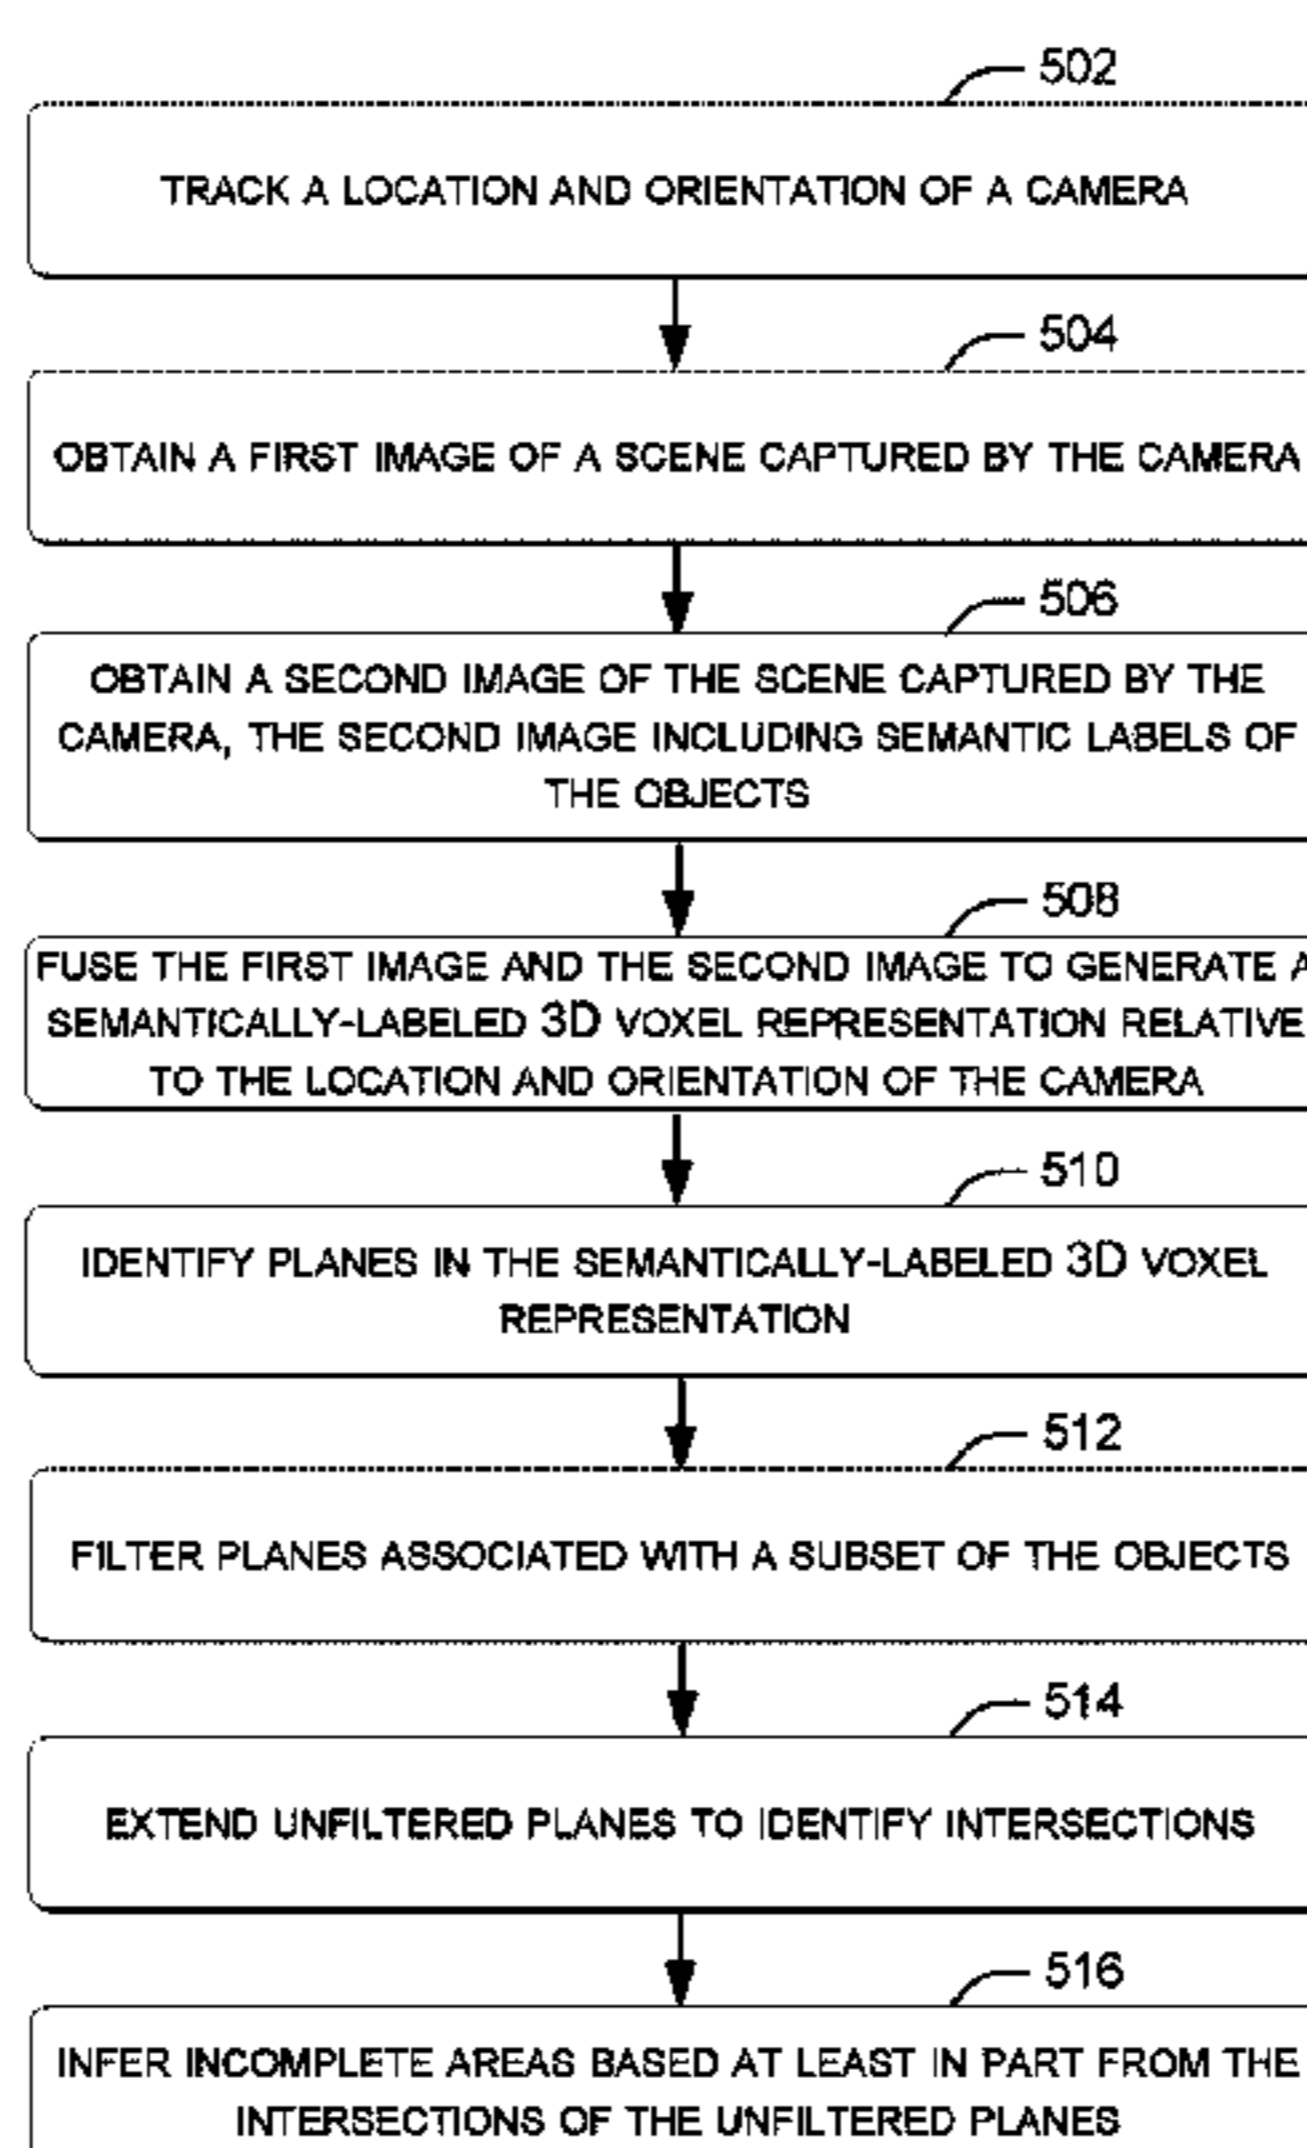 502
TRACK A LOCATION AND ORIENTATION OF A CAMERA
504
OBTAIN A FIRST IMAGE OF A SCENE CAPTURED BY THE CAMERA
506
OBTAIN A SECOND IMAGE OF THE SCENE CAPTURED BY THE
CAMERA, THE SECOND IMAGE INCLUDING SEMANTIC LABELS OF
THE OBJECTS
508
FUSE THE FIRST IMAGE AND THE SECOND IMAGE TO GENERATE A
SEMANTICALLY-LABELED 3D VOXEL REPRESENTATION RELATIVE
TO THE LOCATION AND ORIENTATION OF THE CAMERA
510
IDENTIFY PLANES IN THE SEMANTICALLY-LABELED 3D VOXEL
REPRESENTATION
512
FILTER PLANES ASSOCIATED WITH A SUBSET OF THE OBJECTS
514
EXTEND UNFILTERED PLANES TO IDENTIFY INTERSECTIONS
516
INFER INCOMPLETE AREAS BASED AT LEAST IN PART FROM THE
INTERSECTIONS OF THE UNFILTERED PLANES